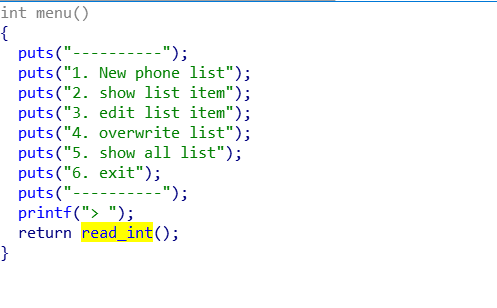 int menu()
{
  puts("----------");
  puts("1. New phone list");
  puts("2. show list item");
  puts("3. edit list item");
  puts("4. overwrite list");
  puts("5. show all list");
  puts("6. exit");
  puts("----------");
  printf("> ");
  return read_int();
}